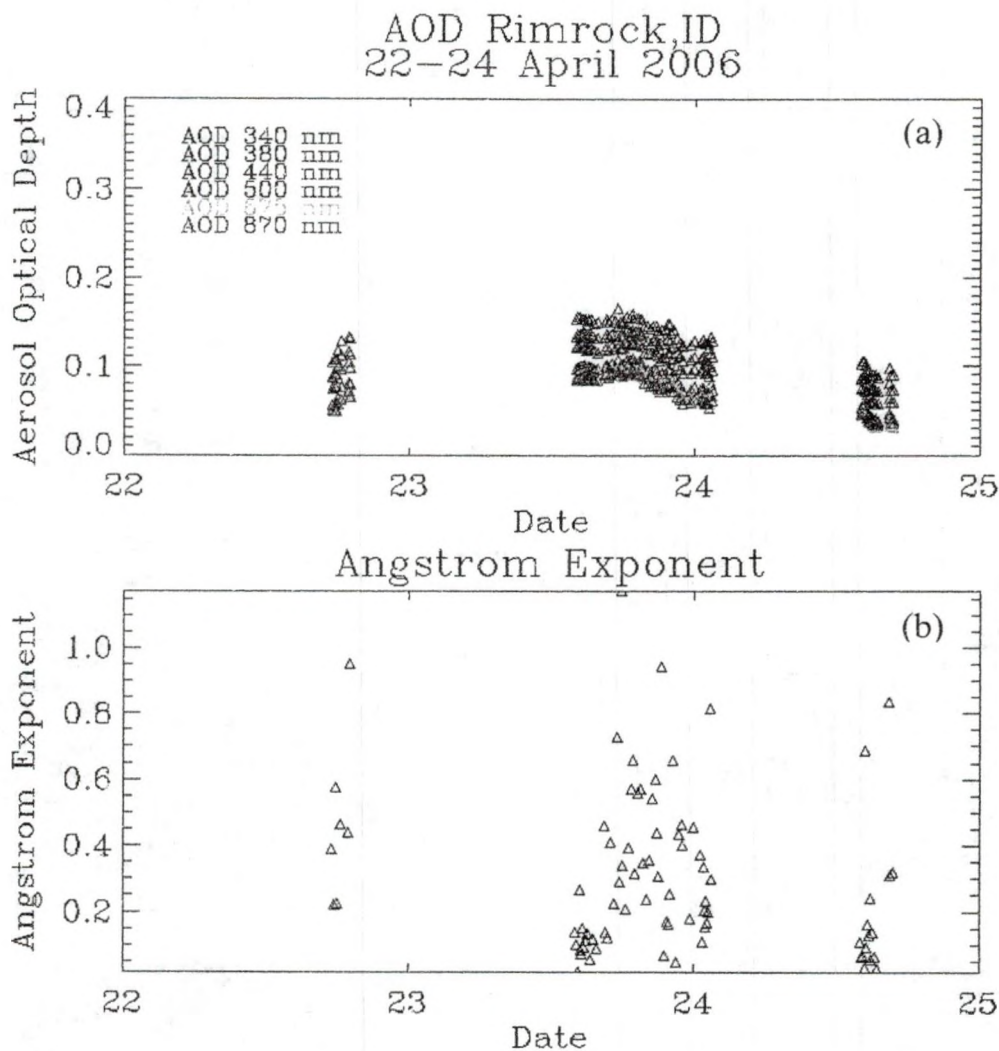 AOD Rimrock,ID
22-24 April 2006
(a)
Aerosol Optical Depth
0.4
0.3
0.2
0.1
0.0
AOD 340 nm
AOD 380 nm
AOD 440 nm
AOD 500 nm
AOD 675 nm
AOD 870 nm
22 23 24 25
Date
Angstrom Exponent
(b)
Angstrom Exponent
1.0
0.8
0.6
0.4
0.2
22 23 24 25
Date